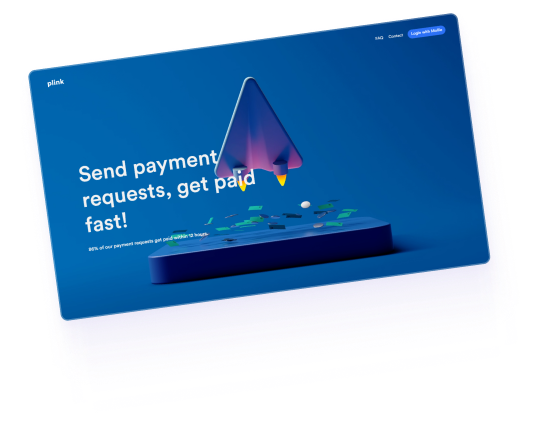 plink
FAQ Contact Login with Mollie
Send payment
requests, get paid
fast!
86% of our payment requests get paid within 12 hours.